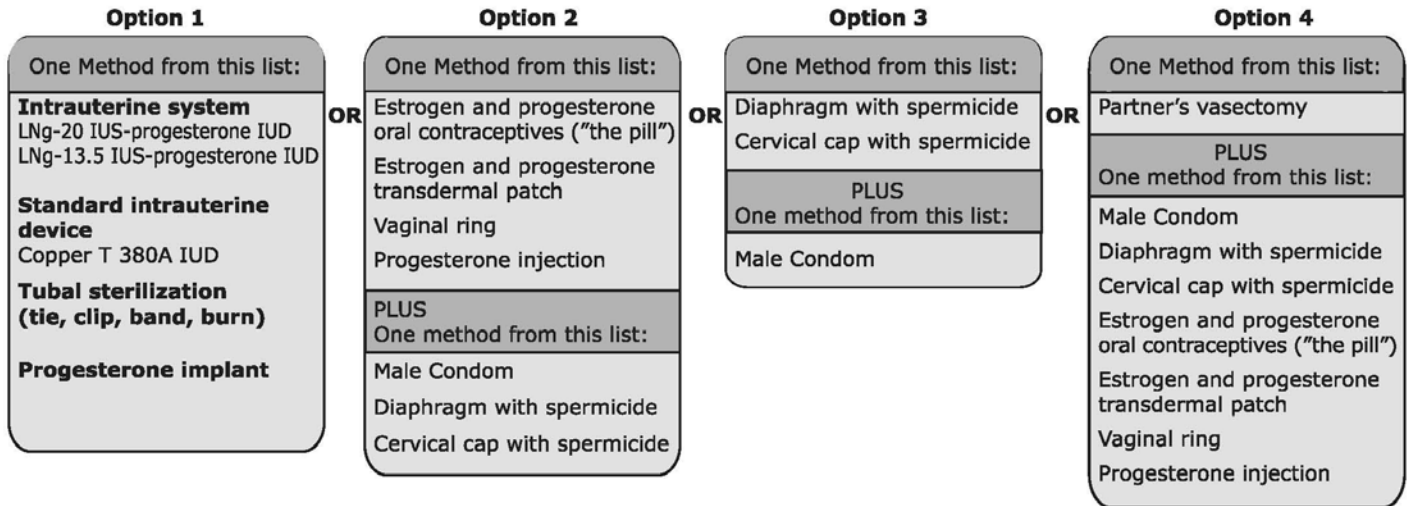 Option 1
One Method from this list:
Intrauterine system
LNg-20 IUS-progesterone IUD
LNg-13.5 IUS-progesterone IUD
Standard intrauterine
device
Copper T 380A IUD
Tubal sterilization
(tie, clip, band, burn)
Progesterone implant
OR
Option 2
One Method from this list:
Estrogen and progesterone
oral contraceptives ("the pill")
Estrogen and progesterone
transdermal patch
Vaginal ring
Progesterone injection
PLUS
One method from this list:
Male Condom
Diaphragm with spermicide
Cervical cap with spermicide
OR
Option 3
One Method from this list:
Diaphragm with spermicide
Cervical cap with spermicide
PLUS
One method from this list:
Male Condom
OR
Option 4
One Method from this list:
Partner's vasectomy
PLUS
One method from this list:
Male Condom
Diaphragm with spermicide
Cervical cap with spermicide
Estrogen and progesterone
oral contraceptives ("the pill")
Estrogen and progesterone
transdermal patch
Vaginal ring
Progesterone injection